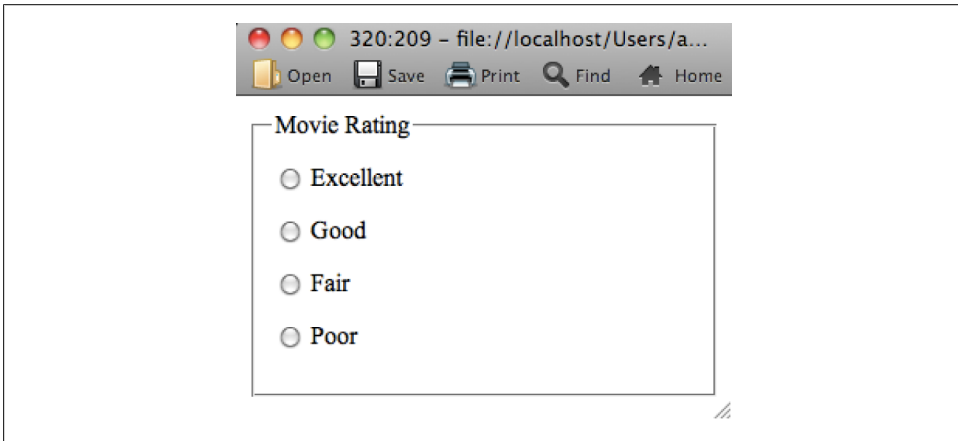 320:209 – file://localhost/Users/a...
Open Save Print Find Home
Movie Rating
Excellent
Good
Fair
Poor